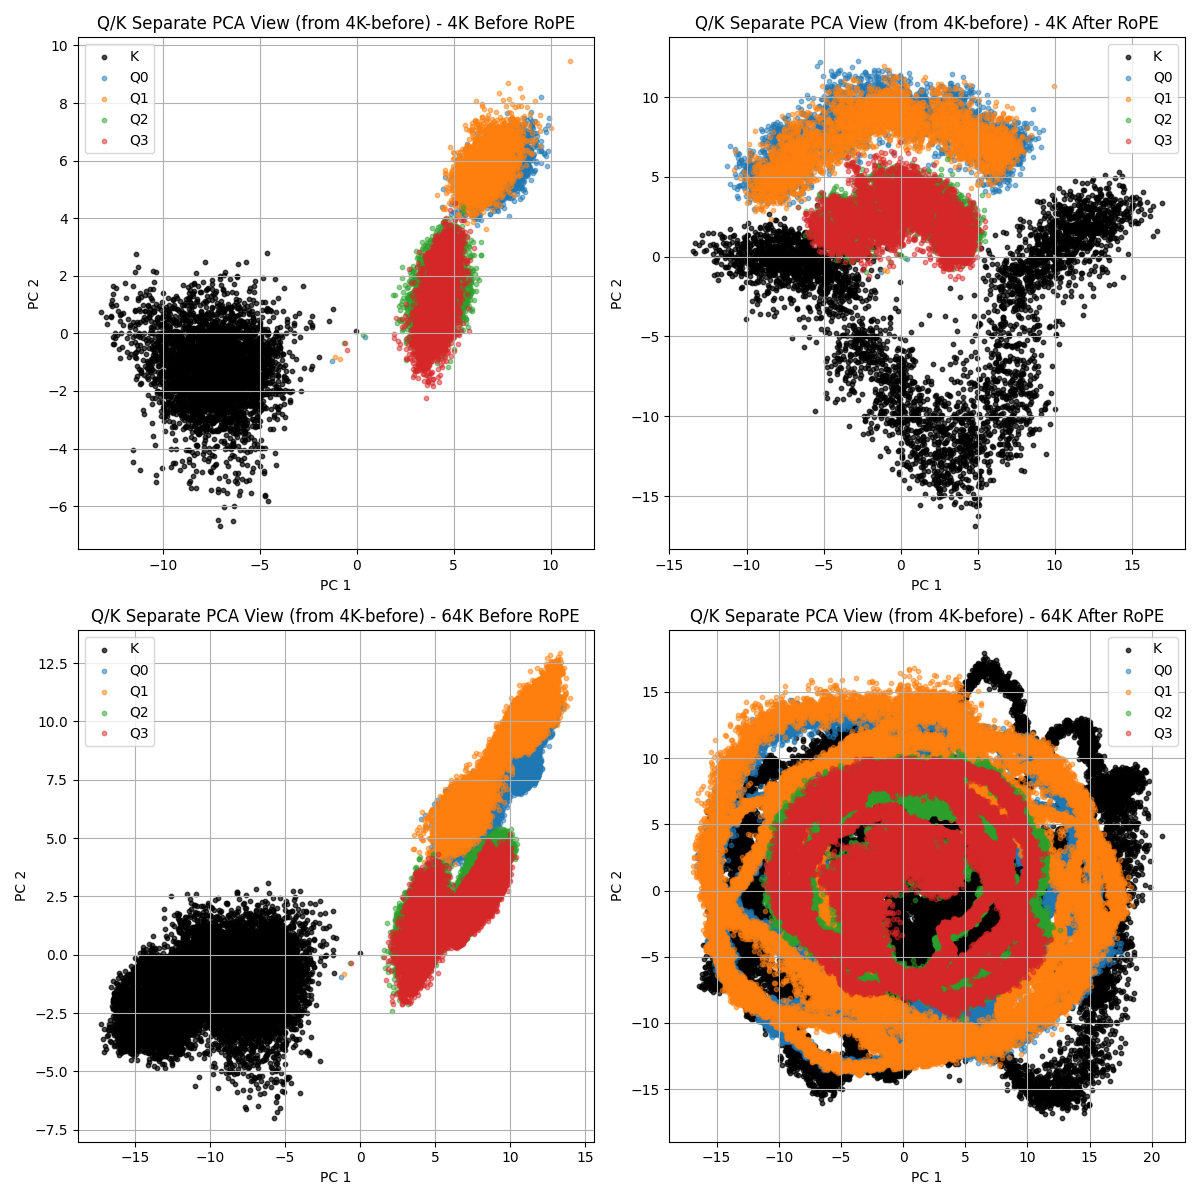 Q/K Separate PCA View (from 4K-before) - 4K Before RoPE
10
8
6
4
2
0
−2
−4
−6
PC 2
K
Q0
Q1
Q2
Q3
−10
−5
0
5
10
PC 1
Q/K Separate PCA View (from 4K-before) - 4K After RoPE
10
5
0
−5
−10
−15
PC 2
K
Q0
Q1
Q2
Q3
−15
−10
−5
0
5
10
15
PC 1
Q/K Separate PCA View (from 4K-before) - 64K Before RoPE
12.5
10.0
7.5
5.0
2.5
0.0
−2.5
−5.0
−7.5
PC 2
K
Q0
Q1
Q2
Q3
−15
−10
−5
0
5
10
15
PC 1
Q/K Separate PCA View (from 4K-before) - 64K After RoPE
15
10
5
0
−5
−10
−15
PC 2
K
Q0
Q1
Q2
Q3
−15
−10
−5
0
5
10
15
20
PC 1